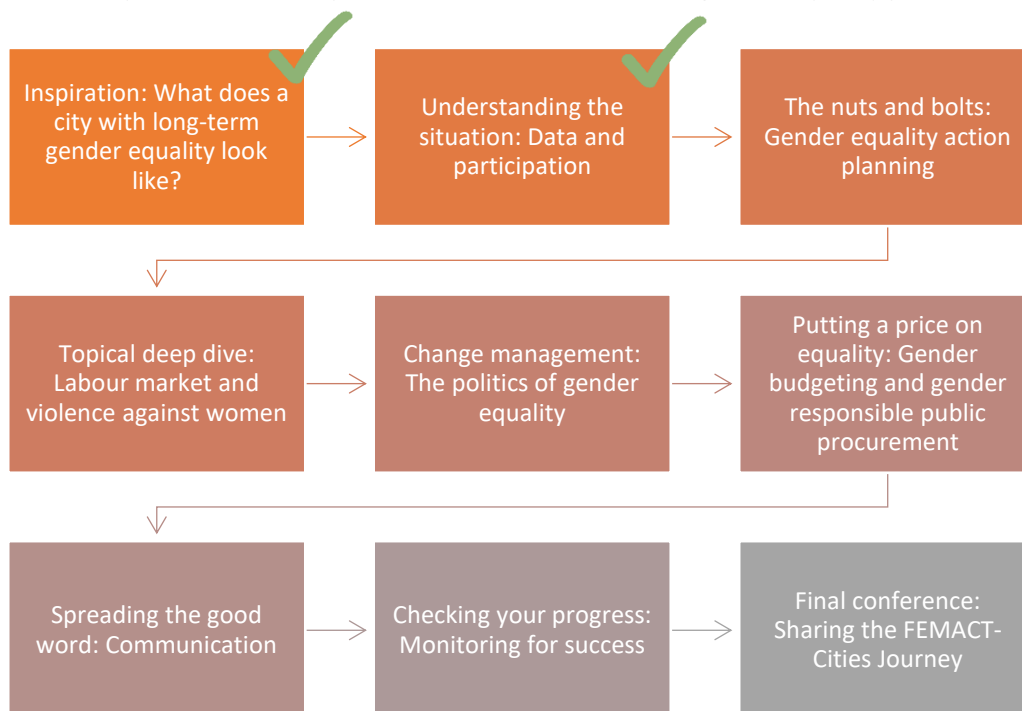 Inspiration: What does a
city with long-term
gender equality look
like?
Understanding the
situation: Data and
participation
The nuts and bolts:
Gender equality action
planning
Topical deep dive:
Labour market and
violence against women
Change management:
The politics of gender
equality
Putting a price on
equality: Gender
budgeting and gender
responsible public
procurement
Spreading the good
word: Communication
Checking your progress:
Monitoring for success
Final conference:
Sharing the FEMACT-
Cities Journey